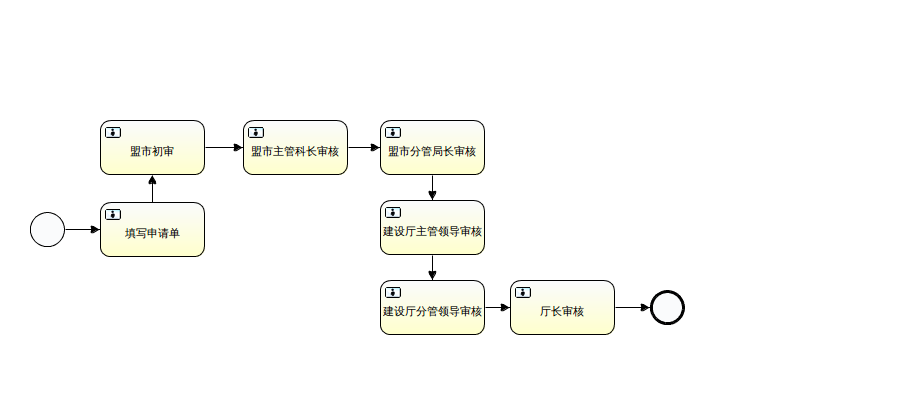 盟市初审
盟市主管科长审核
盟市分管局长审核
填写申请单
建设厅主管领导审核
建设厅分管领导审核
厅长审核